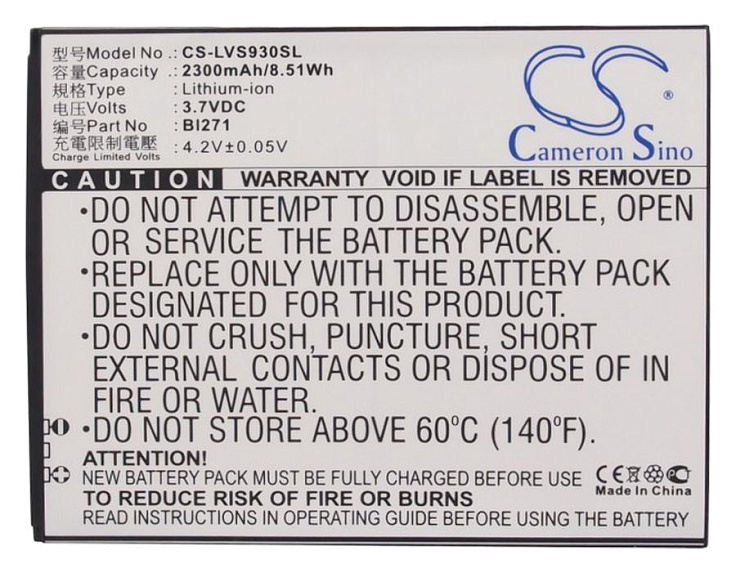 型号Model No. : CS-LVS930SL
容量Capacity : 2300mAh/8.51Wh
規格Type : Lithium-ion
电压Volts : 3.7VDC
编号Part No : BI271
充電限制電壓 : 4.2V±0.05V
Charge Limited Volts
CS
®
Cameron Sino
CAUTION WARRANTY VOID IF LABEL IS REMOVED
·DO NOT ATTEMPT TO DISASSEMBLE, OPEN
OR SERVICE THE BATTERY PACK.
·REPLACE ONLY WITH THE BATTERY PACK
DESIGNATED FOR THIS PRODUCT.
·DO NOT CRUSH, PUNCTURE, SHORT
EXTERNAL CONTACTS OR DISPOSE OF
IN FIRE OR WATER.
·DO NOT STORE ABOVE 60°C (140°F).
ATTENTION!
NEW BATTERY PACK MUST BE FULLY CHARGED BEFORE USE
TO REDUCE RISK OF FIRE OR BURNS
READ INSTRUCTIONS IN OPERATING GUIDE BEFORE USING THE BATTERY
CE
Made In China